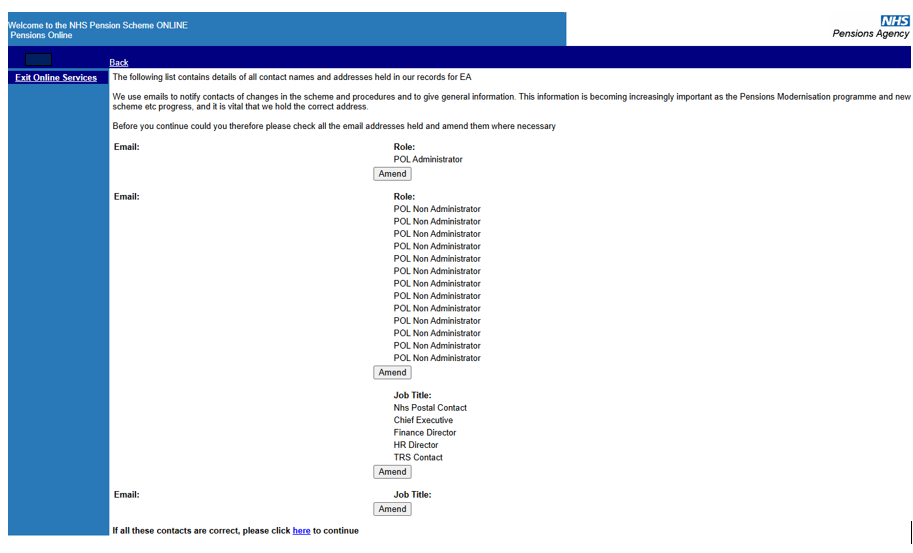 Welcome to the NHS Pension Scheme ONLINE
Pensions Online
NHS
Pensions Agency
Back
Exit Online Services
The following list contains details of all contact names and addresses held in our records for EA
We use emails to notify contacts of changes in the scheme and procedures and to give general information. This information is becoming increasingly important as the Pensions Modernisation programme and new
scheme etc progress, and it is vital that we hold the correct address.
Before you continue could you therefore please check all the email addresses held and amend them where necessary
Email: Role:
POL Administrator
Amend
Email: Role:
POL Non Administrator
POL Non Administrator
POL Non Administrator
POL Non Administrator
POL Non Administrator
POL Non Administrator
POL Non Administrator
POL Non Administrator
POL Non Administrator
POL Non Administrator
POL Non Administrator
POL Non Administrator
POL Non Administrator
Amend
Job Title:
Nhs Postal Contact
Chief Executive
Finance Director
HR Director
TRS Contact
Amend
Email: Job Title:
Amend
If all these contacts are correct, please click here to continue